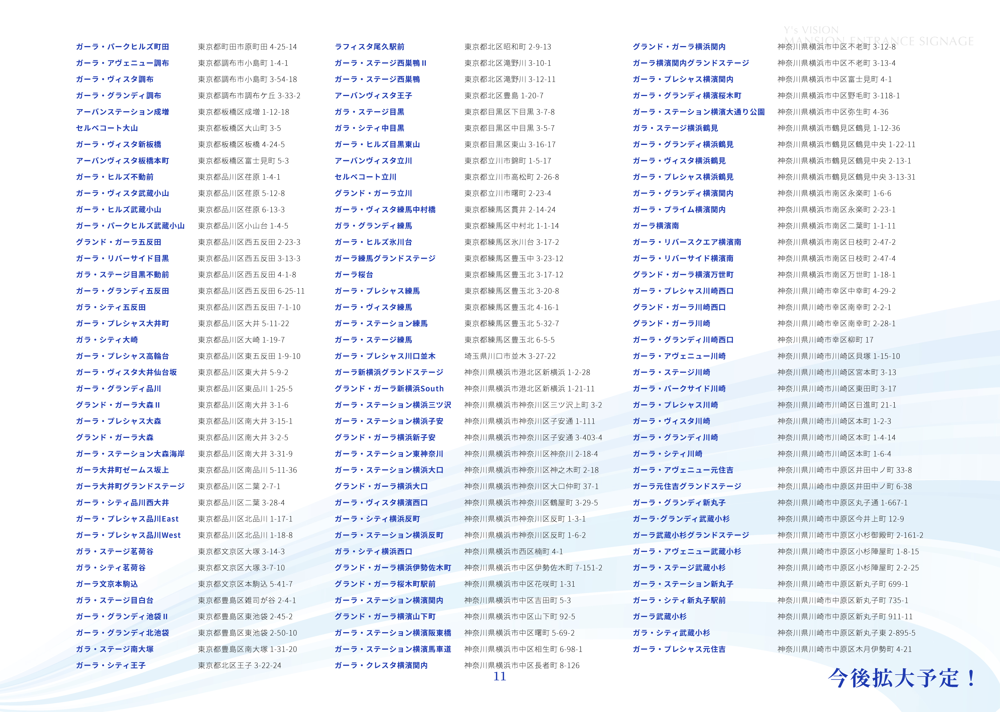 Y's VISION
MANSION ENTRANCE SIGNAGE
ガーラ・パークヒルズ町田 東京都町田市原町田 4-25-14
ガーラ・アヴェニュー調布 東京都調布市小島町 1-4-1
ガーラ・ヴィスタ調布 東京都調布市小島町 3-54-18
ガーラ・グランディ調布 東京都調布市調布ケ丘 3-33-2
アーバンステーション成増 東京都板橋区成増 1-12-18
セルベコート大山 東京都板橋区大山町 3-5
ガーラ・ヴィスタ新板橋 東京都板橋区板橋 4-24-5
アーバンヴィスタ板橋本町 東京都板橋区富士見町 5-3
ガーラ・ヒルズ不動前 東京都品川区荏原 1-4-1
ガーラ・ヴィスタ武蔵小山 東京都品川区荏原 5-12-8
ガーラ・ヒルズ武蔵小山 東京都品川区荏原 6-13-3
ガーラ・パークヒルズ武蔵小山 東京都品川区小山台 1-4-5
グランド・ガーラ五反田 東京都品川区西五反田 2-23-3
ガーラ・リバーサイド目黒 東京都品川区西五反田 3-13-3
ガラ・ステージ目黒不動前 東京都品川区西五反田 4-1-8
ガーラ・グランディ五反田 東京都品川区西五反田 6-25-11
ガラ・シティ五反田 東京都品川区西五反田 7-1-10
ガーラ・プレシャス大井町 東京都品川区大井 5-11-22
ガラ・シティ大崎 東京都品川区大崎 1-19-7
ガーラ・プレシャス高輪台 東京都品川区東五反田 1-9-10
ガーラ・ヴィスタ大井仙台坂 東京都品川区東大井 5-9-2
ガーラ・グランディ品川 東京都品川区東品川 1-25-5
グランド・ガーラ大森Ⅱ 東京都品川区南大井 3-1-6
ガーラ・プレシャス大森 東京都品川区南大井 3-15-1
グランド・ガーラ大森 東京都品川区南大井 3-2-5
ガーラ・ステーション大森海岸 東京都品川区南大井 3-31-9
ガーラ大井町ゼームス坂上 東京都品川区南品川 5-11-36
ガーラ大井町グランドステージ 東京都品川区二葉 2-7-1
ガーラ・シティ品川西大井 東京都品川区二葉 3-28-4
ガーラ・プレシャス品川East 東京都品川区北品川 1-17-1
ガーラ・プレシャス品川West 東京都品川区北品川 1-18-8
ガラ・ステージ茗荷谷 東京都文京区大塚 3-14-3
ガラ・シティ茗荷谷 東京都文京区大塚 3-7-10
ガーラ文京本駒込 東京都文京区本駒込 5-41-7
ガラ・ステージ目白台 東京都豊島区雑司が谷 2-4-1
ガーラ・グランディ池袋Ⅱ 東京都豊島区東池袋 2-45-2
ガーラ・グランディ北池袋 東京都豊島区東池袋 2-50-10
ガラ・ステージ南大塚 東京都豊島区南大塚 1-31-20
ガーラ・シティ王子 東京都北区王子 3-22-24
ラフィスタ尾久駅前 東京都北区昭和町 2-9-13
ガーラ・ステージ西巣鴨Ⅱ 東京都北区滝野川 3-10-1
ガーラ・ステージ西巣鴨 東京都北区滝野川 3-12-11
アーバンヴィスタ王子 東京都北区豊島 1-20-7
ガラ・ステージ目黒 東京都目黒区下目黒 3-7-8
ガラ・シティ中目黒 東京都目黒区中目黒 3-5-7
ガーラ・ヒルズ目黒東山 東京都目黒区東山 3-16-17
アーバンヴィスタ立川 東京都立川市錦町 1-5-17
セルベコート立川 東京都立川市高松町 2-26-8
グランド・ガーラ立川 東京都立川市曙町 2-23-4
ガーラ・ヴィスタ練馬中村橋 東京都練馬区貫井 2-14-24
ガラ・グランディ練馬 東京都練馬区中村北 1-1-14
ガーラ・ヒルズ氷川台 東京都練馬区氷川台 3-17-2
ガーラ練馬グランドステージ 東京都練馬区豊玉中 3-23-12
ガーラ桜台 東京都練馬区豊玉北 3-17-12
ガーラ・プレシャス練馬 東京都練馬区豊玉北 3-20-8
ガーラ・ヴィスタ練馬 東京都練馬区豊玉北 4-16-1
ガーラ・ステーション練馬 東京都練馬区豊玉北 5-32-7
ガーラ・ステージ練馬 東京都練馬区豊玉北 6-5-5
ガーラ・プレシャス川口並木 埼玉県川口市並木 3-27-22
ガーラ新横浜グランドステージ 神奈川県横浜市港北区新横浜 1-2-28
グランド・ガーラ新横浜South 神奈川県横浜市港北区新横浜 1-21-11
ガーラ・ステーション横浜三ツ沢 神奈川県横浜市神奈川区三ツ沢上町 3-2
ガーラ・ステーション横浜子安 神奈川県横浜市神奈川区子安通 1-111
グランド・ガーラ横浜新子安 神奈川県横浜市神奈川区子安通 3-403-4
ガーラ・ステーション東神奈川 神奈川県横浜市神奈川区神奈川 2-18-4
ガーラ・ステーション横浜大口 神奈川県横浜市神奈川区神之木町 2-18
グランド・ガーラ横浜大口 神奈川県横浜市神奈川区大口仲町 37-1
ガーラ・ヴィスタ横濱西口 神奈川県横浜市神奈川区鶴屋町 3-29-5
ガーラ・シティ横浜反町 神奈川県横浜市神奈川区反町 1-3-1
ガーラ・ステーション横浜反町 神奈川県横浜市神奈川区反町 1-6-2
ガラ・シティ横浜西口 神奈川県横浜市西区楠町 4-1
グランド・ガーラ横浜伊勢佐木町 神奈川県横浜市中区伊勢佐木町 7-151-2
グランド・ガーラ桜木町駅前 神奈川県横浜市中区花咲町 1-31
ガーラ・ステーション横濱関内 神奈川県横浜市中区吉田町 5-3
グランド・ガーラ横濱山下町 神奈川県横浜市中区山下町 92-5
ガーラ・ステーション横濱阪東橋 神奈川県横浜市中区曙町 5-69-2
ガーラ・ステーション横濱馬車道 神奈川県横浜市中区相生町 6-98-1
ガーラ・クレスタ横濱関内 神奈川県横浜市中区長者町 8-126
グランド・ガーラ横浜関内 神奈川県横浜市中区不老町 3-12-8
ガーラ横濱関内グランドステージ 神奈川県横浜市中区不老町 3-13-4
ガーラ・プレシャス横濱関内 神奈川県横浜市中区富士見町 4-1
ガーラ・グランディ横濱桜木町 神奈川県横浜市中区野毛町 3-118-1
ガーラ・ステーション横濱大通り公園 神奈川県横浜市中区弥生町 4-36
ガラ・ステージ横浜鶴見 神奈川県横浜市鶴見区鶴見 1-12-36
ガーラ・グランディ横浜鶴見 神奈川県横浜市鶴見区鶴見中央 1-22-11
ガーラ・ヴィスタ横浜鶴見 神奈川県横浜市鶴見区鶴見中央 2-13-1
ガーラ・プレシャス横浜鶴見 神奈川県横浜市鶴見区鶴見中央 3-13-31
ガーラ・グランディ横濱関内 神奈川県横浜市南区永楽町 1-6-6
ガーラ・プライム横濱関内 神奈川県横浜市南区永楽町 2-23-1
ガーラ横濱南 神奈川県横浜市南区二葉町 1-1-11
ガーラ・リバースクエア横濱南 神奈川県横浜市南区日枝町 2-47-2
ガーラ・リバーサイド横濱南 神奈川県横浜市南区日枝町 2-47-4
グランド・ガーラ横濱万世町 神奈川県横浜市南区万世町 1-18-1
ガーラ・プレシャス川崎西口 神奈川県川崎市幸区中幸町 4-29-2
グランド・ガーラ川崎西口 神奈川県川崎市幸区南幸町 2-2-1
グランド・ガーラ川崎 神奈川県川崎市幸区南幸町 2-28-1
ガーラ・グランディ川崎西口 神奈川県川崎市幸区柳町 17
ガーラ・アヴェニュー川崎 神奈川県川崎市川崎区貝塚 1-15-10
ガーラ・ステージ川崎 神奈川県川崎市川崎区宮本町 3-13
ガーラ・パークサイド川崎 神奈川県川崎市川崎区東田町 3-17
ガーラ・プレシャス川崎 神奈川県川崎市川崎区日進町 21-1
ガーラ・ヴィスタ川崎 神奈川県川崎市川崎区本町 1-2-3
ガーラ・グランディ川崎 神奈川県川崎市川崎区本町 1-4-14
ガーラ・シティ川崎 神奈川県川崎市川崎区本町 1-6-4
ガーラ・アヴェニュー元住吉 神奈川県川崎市中原区井田中ノ町 33-8
ガーラ元住吉グランドステージ 神奈川県川崎市中原区井田中ノ町 6-38
ガーラ・グランディ新丸子 神奈川県川崎市中原区丸子通 1-667-1
ガーラ·グランディ武蔵小杉 神奈川県川崎市中原区今井上町 12-9
ガーラ武蔵小杉グランドステージ 神奈川県川崎市中原区小杉御殿町 2-161-2
ガーラ・アヴェニュー武蔵小杉 神奈川県川崎市中原区小杉陣屋町 1-8-15
ガーラ・ステージ武蔵小杉 神奈川県川崎市中原区小杉陣屋町 2-2-25
ガーラ・ステーション新丸子 神奈川県川崎市中原区新丸子町 699-1
ガーラ・シティ新丸子駅前 神奈川県川崎市中原区新丸子町 735-1
ガーラ武蔵小杉 神奈川県川崎市中原区新丸子町 911-11
ガラ・シティ武蔵小杉 神奈川県川崎市中原区新丸子東 2-895-5
ガーラ・プレシャス元住吉 神奈川県川崎市中原区木月伊勢町 4-21
11
今後拡大予定！